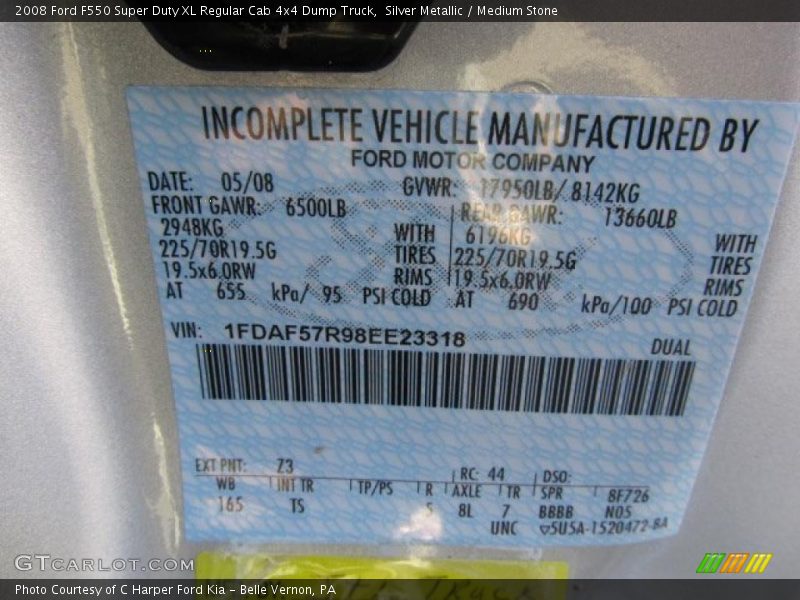 2008 Ford F550 Super Duty XL Regular Cab 4x4 Dump Truck, Silver Metallic / Medium Stone
INCOMPLETE VEHICLE MANUFACTURED BY
FORD MOTOR COMPANY
DATE: 05/08 GVWR: 17950LB/ 8142KG
FRONT GAWR: 6500LB REAR GAWR: 13660LB
2948KG WITH 6196KG WITH
225/70R19.5G TIRES 225/70R19.5G TIRES
19.5x6.0RW RIMS 19.5x6.0RW RIMS
AT 655 kPa/ 95 PSI COLD AT 690 kPa/100 PSI COLD
VIN: 1FDAF57R98EE23318 DUAL
EXT PNT: Z3 RC: 44 DSO:
WB INT TR TP/PS R AXLE TR SPR 8F726
165 TS 5 8L 7 BBBB N05
UNC 5U5A-1520472-BA
GTCARLOT.COM
Photo Courtesy of C Harper Ford Kia - Belle Vernon, PA